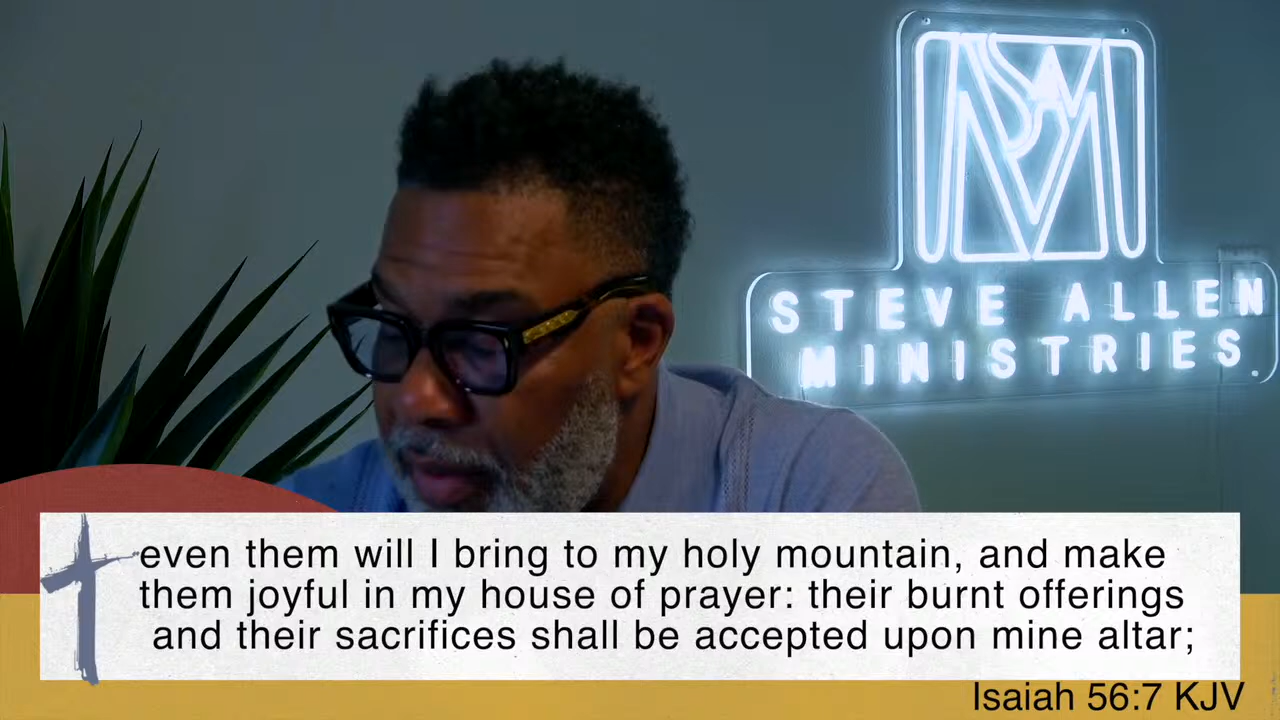 STEVE ALLEN
MINISTRIES.
even them will I bring to my holy mountain, and make
them joyful in my house of prayer: their burnt offerings
and their sacrifices shall be accepted upon mine altar;
Isaiah 56:7 KJV